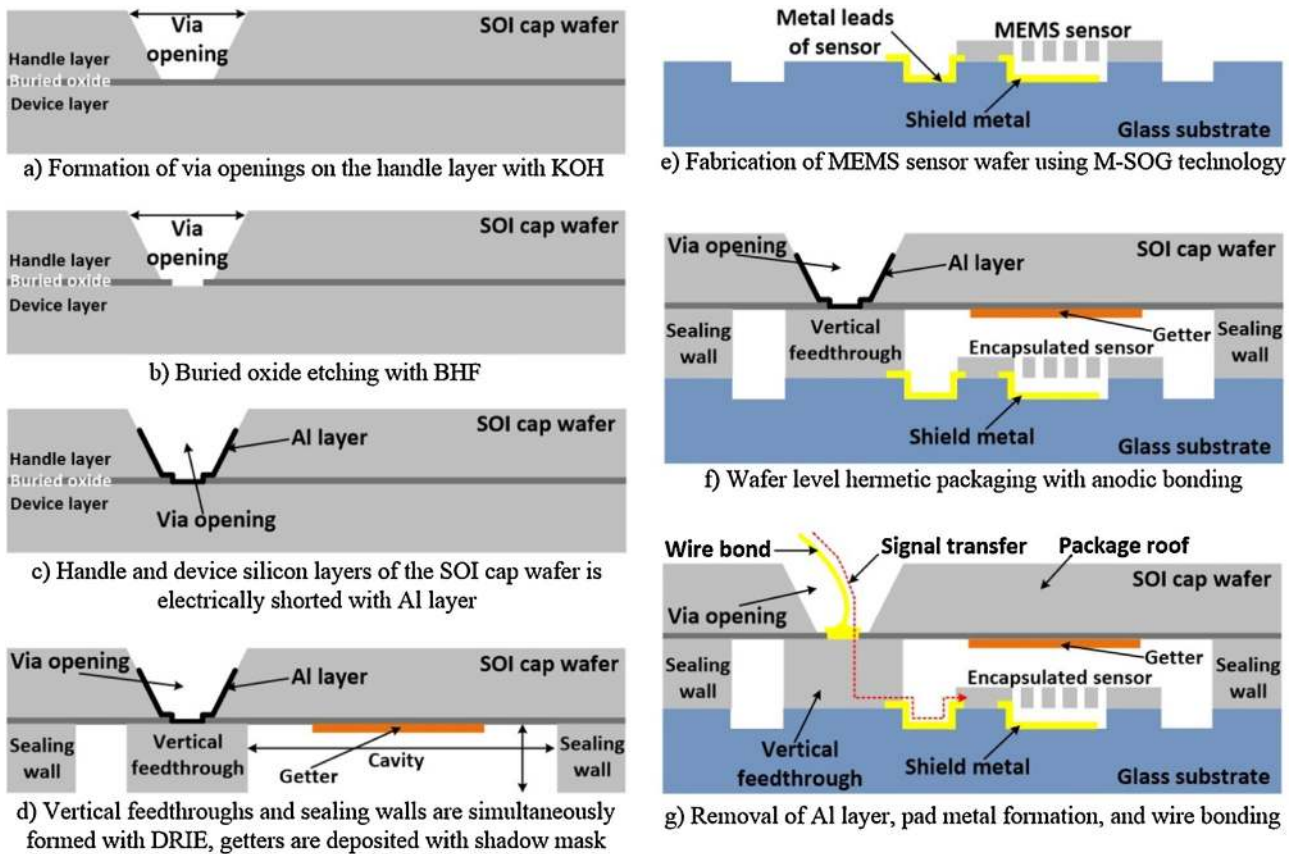 Via
opening
SOI cap wafer
Handle layer
Buried oxide
Device layer
a) Formation of via openings on the handle layer with KOH
Via
opening
SOI cap wafer
Handle layer
Buried oxide
Device layer
b) Buried oxide etching with BHF
Al layer
SOI cap wafer
Handle layer
Buried oxide
Device layer
Via opening
c) Handle and device silicon layers of the SOI cap wafer is
electrically shorted with Al layer
Via opening
Al layer
SOI cap wafer
Sealing
wall
Vertical
feedthrough
Getter
Cavity
Sealing
wall
d) Vertical feedthroughs and sealing walls are simultaneously
formed with DRIE, getters are deposited with shadow mask
Metal leads
of sensor
MEMS sensor
Shield metal
Glass substrate
e) Fabrication of MEMS sensor wafer using M-SOG technology
Via opening
Al layer
SOI cap wafer
Sealing
wall
Vertical
feedthrough
Getter
Encapsulated sensor
Sealing
wall
Shield metal
Glass substrate
f) Wafer level hermetic packaging with anodic bonding
Wire bond
Signal transfer
Package roof
SOI cap wafer
Via opening
Sealing
wall
Getter
Encapsulated sensor
Sealing
wall
Vertical
feedthrough
Shield metal
Glass substrate
g) Removal of Al layer, pad metal formation, and wire bonding